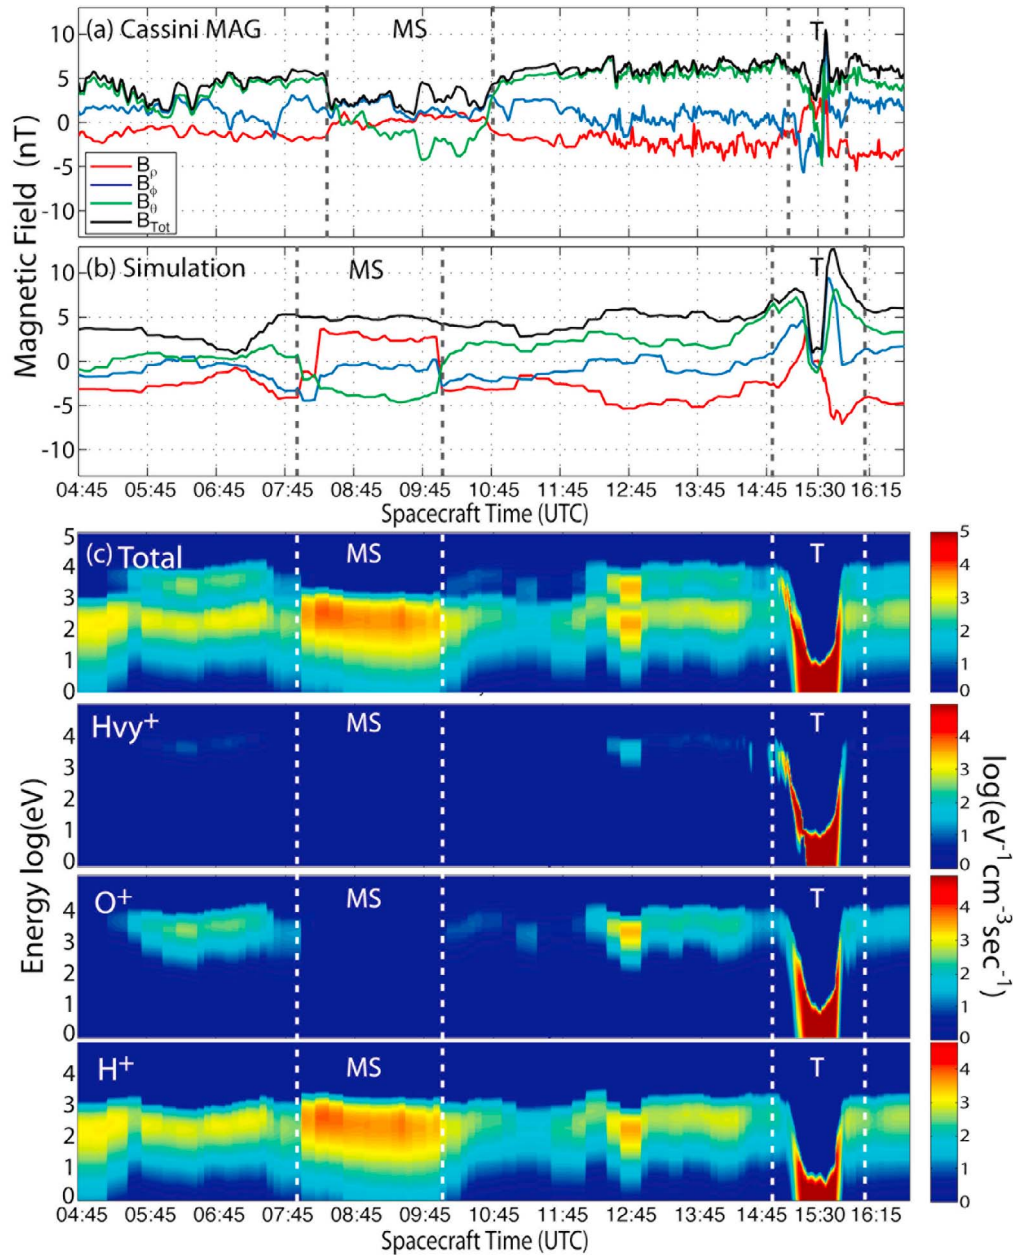 (a) Cassini MAG
MS
T
10
5
0
-5
-10
Bρ
Bϕ
Bθ
BTot
Magnetic Field (nT)
(b) Simulation
MS
T
10
5
0
-5
-10
04:45 05:45 06:45 07:45 08:45 09:45 10:45 11:45 12:45 13:45 14:45 15:30 16:15
Spacecraft Time (UTC)
(c) Total
MS
T
5
4
3
2
1
0
5
4
3
2
1
0
Hvy+
MS
T
4
3
2
1
0
4
3
2
1
0
Energy log(eV)
log(eV-1cm-3sec-1)
O+
MS
T
4
3
2
1
0
5
4
3
2
1
0
H+
MS
T
4
3
2
1
0
4
3
2
1
0
04:45 05:45 06:45 07:45 08:45 09:45 10:45 11:45 12:45 13:45 14:45 15:30 16:15
Spacecraft Time (UTC)